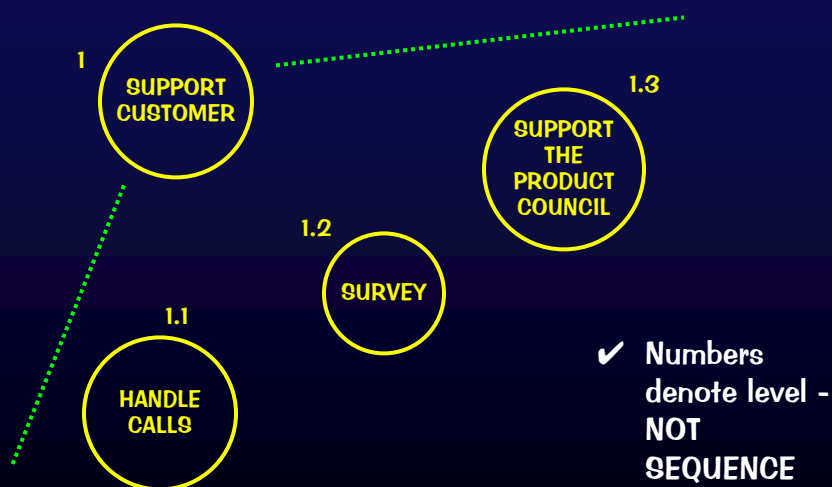 1
SUPPORT
CUSTOMER
1.3
SUPPORT
THE
PRODUCT
COUNCIL
1.2
SURVEY
1.1
HANDLE
CALLS
✔ Numbers
denote level -
NOT
SEQUENCE